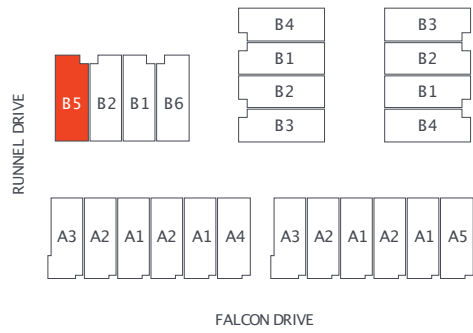 B4
B3
B1
B2
B5 B2 B1 B6
B2
B1
B3
B4
RUNNEL DRIVE
A3 A2 A1 A2 A1 A4
A3 A2 A1 A2 A1 A5
FALCON DRIVE